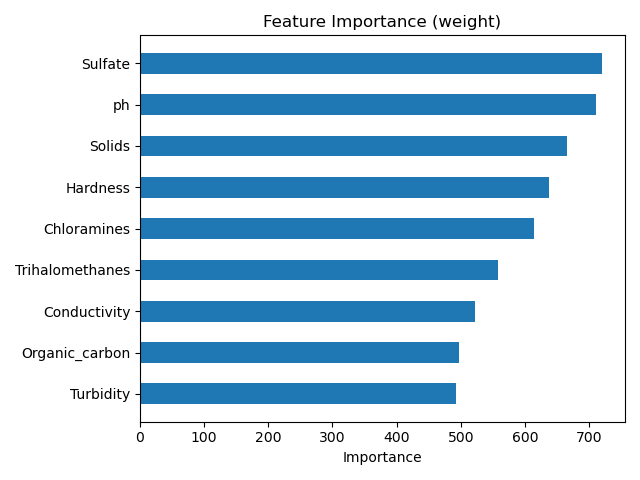 Feature Importance (weight)
Sulfate
ph
Solids
Hardness
Chloramines
Trihalomethanes
Conductivity
Organic_carbon
Turbidity
0 100 200 300 400 500 600 700
Importance